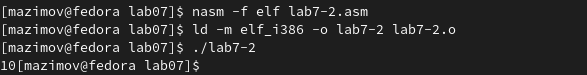 [mazimov@fedora lab07]$ nasm -f elf lab7-2.asm
[mazimov@fedora lab07]$ ld -m elf_i386 -o lab7-2 lab7-2.o
[mazimov@fedora lab07]$ ./lab7-2
10[mazimov@fedora lab07]$